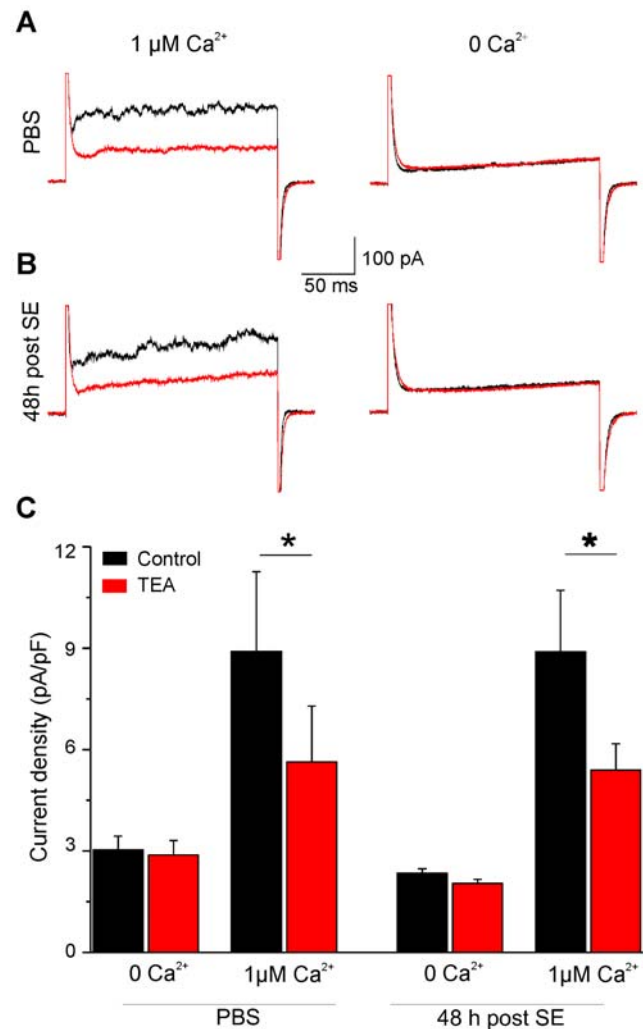 A
1 µM Ca²⁺ 0 Ca²⁺
PBS
100 pA
50 ms
B
48h post SE
C
Control
TEA
* *
Current density (pA/pF)
12
9
6
3
0
0 Ca²⁺ 1µM Ca²⁺ 0 Ca²⁺ 1µM Ca²⁺
PBS 48 h post SE